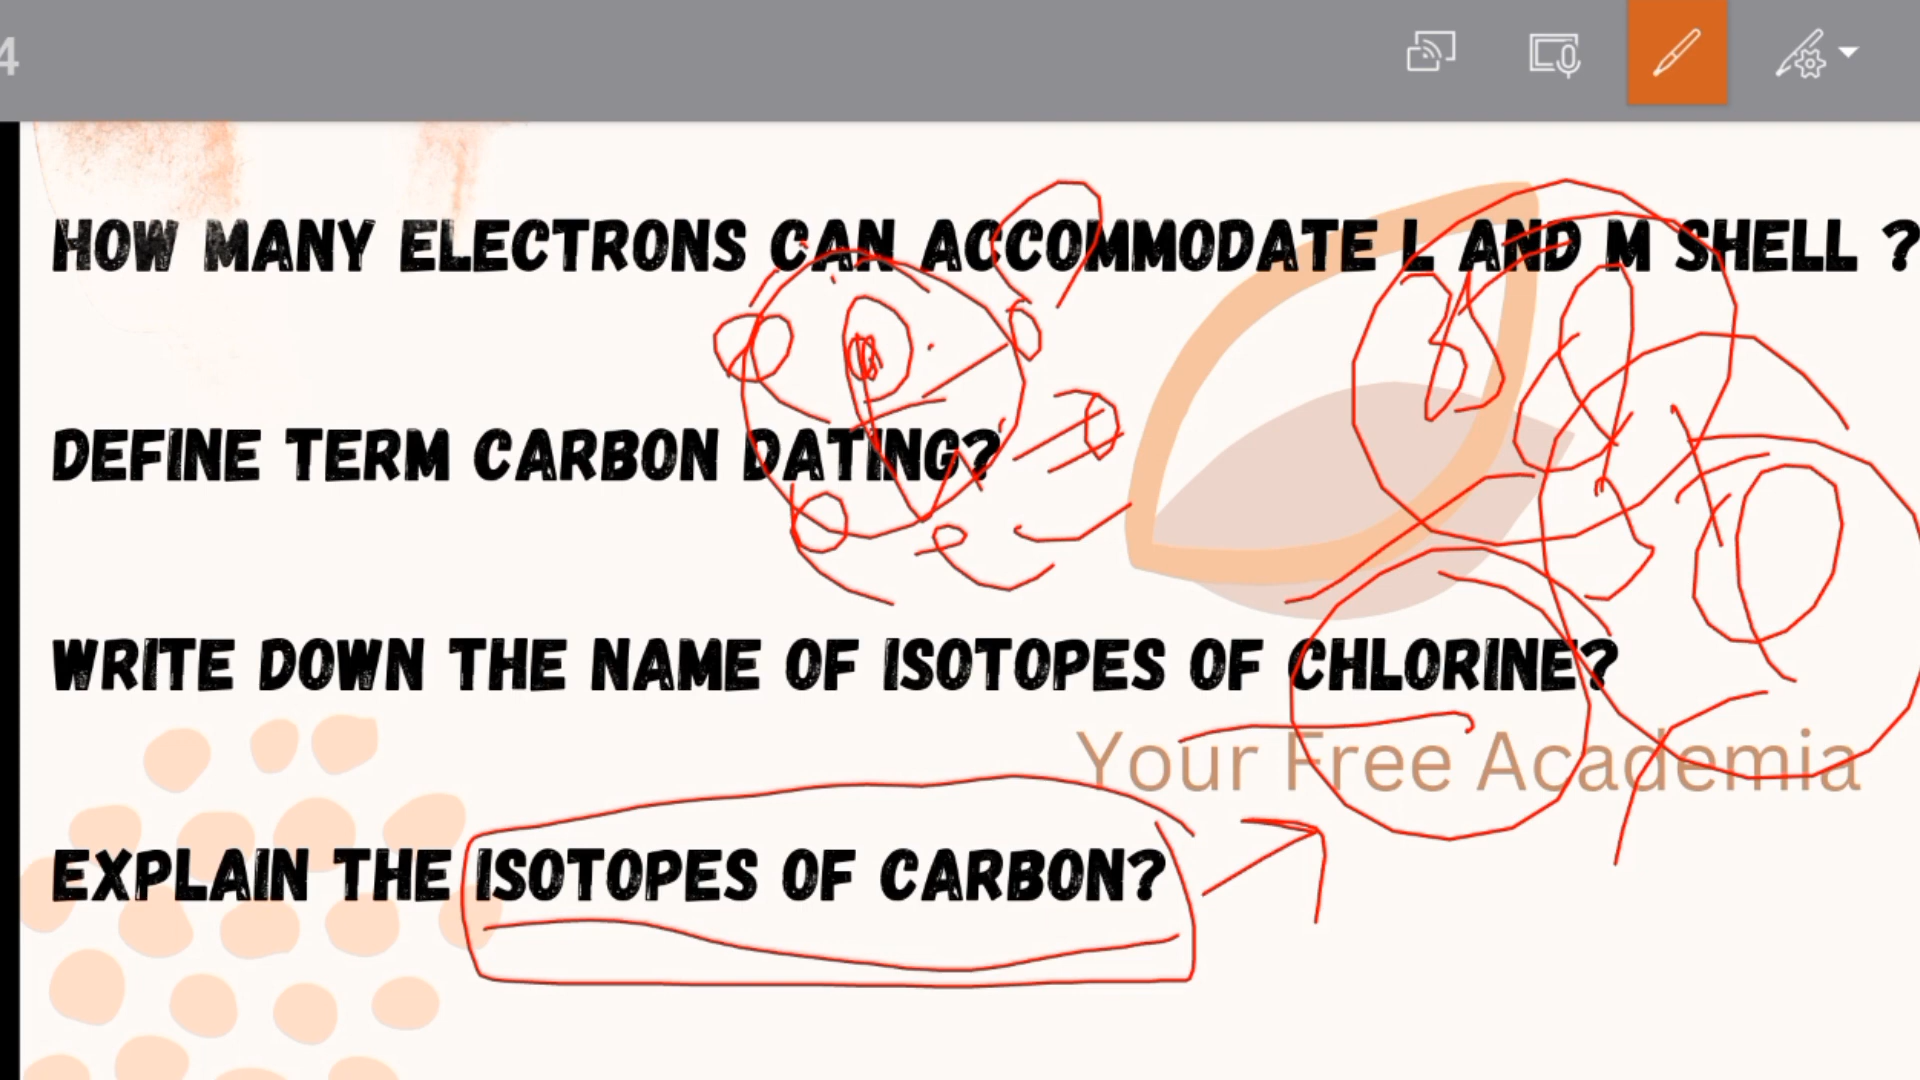 4
HOW MANY ELECTRONS CAN ACCOMMODATE L AND M SHELL ?
DEFINE TERM CARBON DATING?
WRITE DOWN THE NAME OF ISOTOPES OF CHLORINE?
Your Free Academia
EXPLAIN THE ISOTOPES OF CARBON?